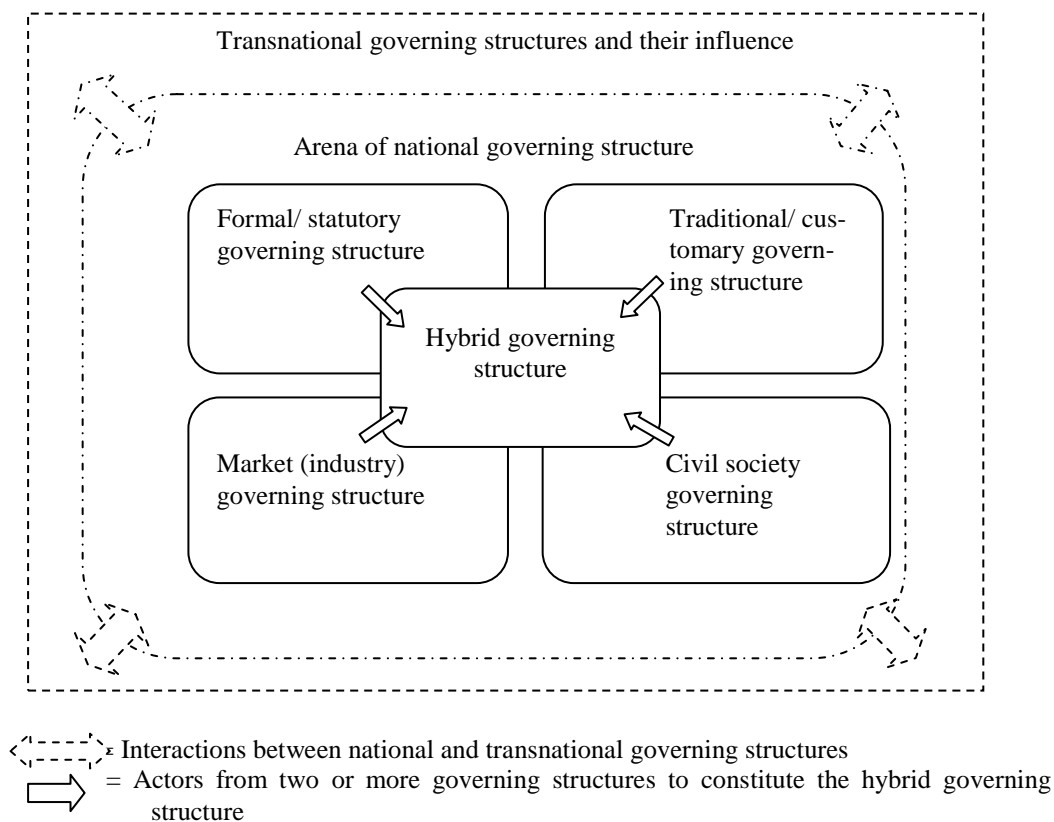 Transnational governing structures and their influence
Arena of national governing structure
Formal/ statutory
governing structure
Traditional/ cus-
tomary govern-
ing structure
Hybrid governing
structure
Market (industry)
governing structure
Civil society
governing
structure
= Interactions between national and transnational governing structures
= Actors from two or more governing structures to constitute the hybrid governing
structure